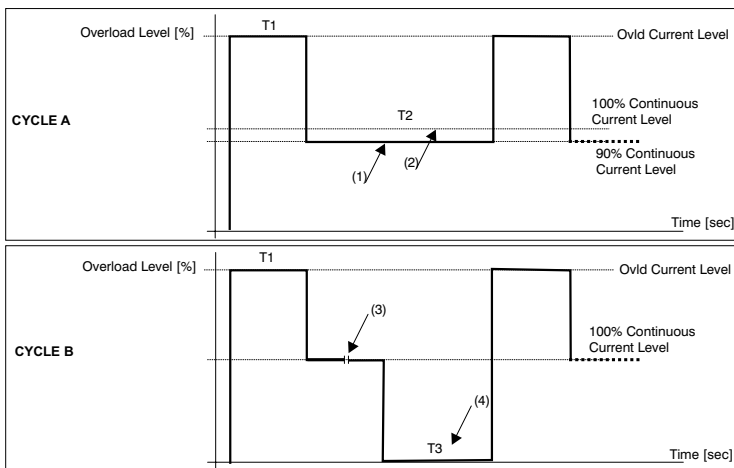 Overload Level [%]
T1
Ovld Current Level
100% Continuous
Current Level
CYCLE A
T2
(1)
(2)
90% Continuous
Current Level
Time [sec]
Overload Level [%]
T1
Ovld Current Level
(3)
100% Continuous
Current Level
CYCLE B
(4)
T3
Time [sec]